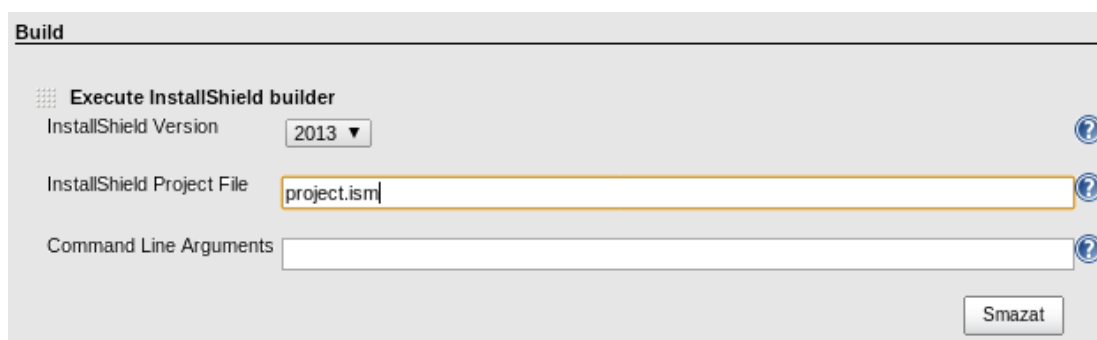 Build
Execute InstallShield builder
InstallShield Version
2013 ▼
InstallShield Project File
project.ism
Command Line Arguments
Smazat